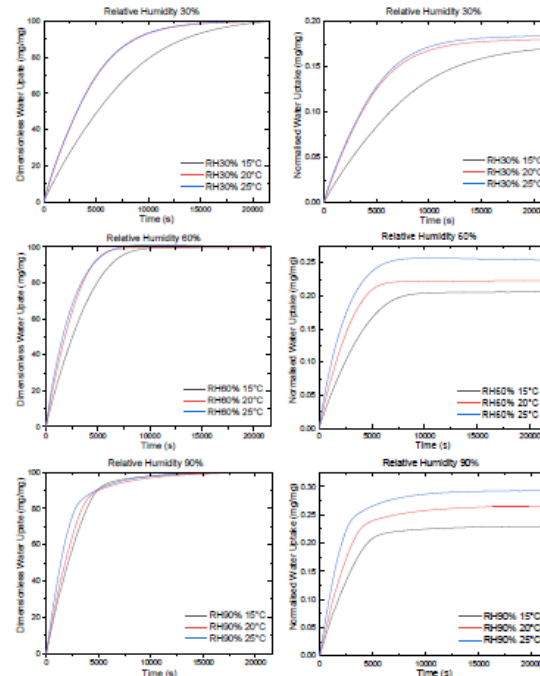 Relative Humidity 30%
Dimensionless Water Upate (mg/mg)
100
80
60
40
20
0
RH30% 15°C
RH30% 20°C
RH30% 25°C
0 5000 10000 15000 20000
Time (s)
Relative Humidity 30%
Normalised Water Uptake (mg/mg)
0.20
0.15
0.10
0.05
0.00
RH30% 15°C
RH30% 20°C
RH30% 25°C
0 5000 10000 15000 20000
Time (s)
Relative Humidity 60%
Dimensionless Water Upate (mg/mg)
100
80
60
40
20
0
RH60% 15°C
RH60% 20°C
RH60% 25°C
0 5000 10000 15000 20000
Time (s)
Relative Humidity 60%
Normalised Water Uptake (mg/mg)
0.25
0.20
0.15
0.10
0.05
0.00
RH60% 15°C
RH60% 20°C
RH60% 25°C
0 5000 10000 15000 20000
Time (s)
Relative Humidity 90%
Dimensionless Water Upate (mg/mg)
100
80
60
40
20
0
RH90% 15°C
RH90% 20°C
RH90% 25°C
0 5000 10000 15000 20000
Time (s)
Relative Humidity 90%
Normalised Water Uptake (mg/mg)
0.30
0.25
0.20
0.15
0.10
0.05
0.00
RH90% 15°C
RH90% 20°C
RH90% 25°C
0 5000 10000 15000 20000
Time (s)